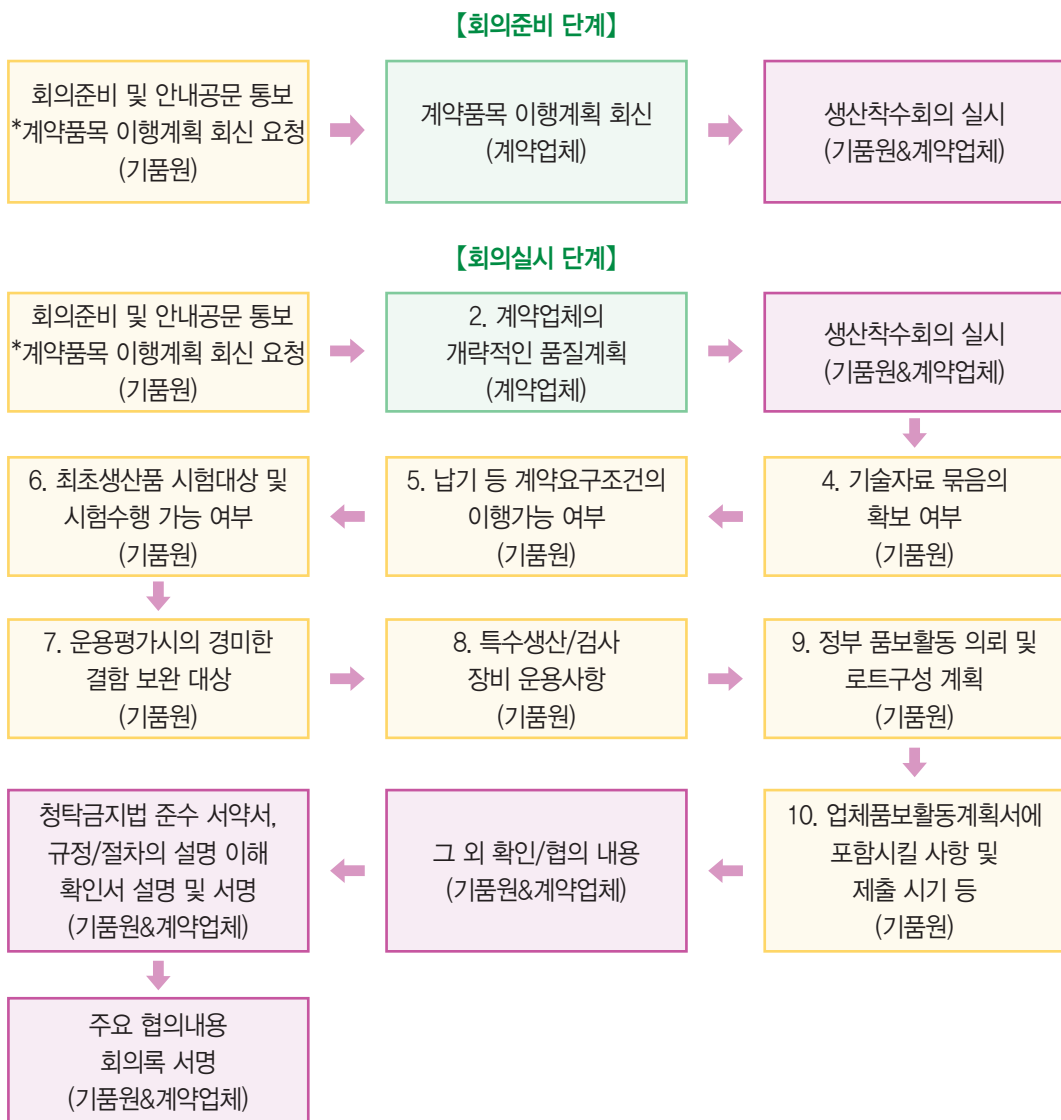 【회의준비 단계】
회의준비 및 안내공문 통보
*계약품목 이행계획 회신 요청
(기품원)
계약품목 이행계획 회신
(계약업체)
생산착수회의 실시
(기품원&계약업체)
【회의실시 단계】
회의준비 및 안내공문 통보
*계약품목 이행계획 회신 요청
(기품원)
2. 계약업체의
개략적인 품질계획
(계약업체)
생산착수회의 실시
(기품원&계약업체)
4. 기술자료 묶음의
확보 여부
(기품원)
5. 납기 등 계약요구조건의
이행가능 여부
(기품원)
6. 최초생산품 시험대상 및
시험수행 가능 여부
(기품원)
7. 운용평가시의 경미한
결함 보완 대상
(기품원)
8. 특수생산/검사
장비 운용사항
(기품원)
9. 정부 품보활동 의뢰 및
로트구성 계획
(기품원)
10. 업체품보활동계획서에
포함시킬 사항 및
제출 시기 등
(기품원)
그 외 확인/협의 내용
(기품원&계약업체)
청탁금지법 준수 서약서,
규정/절차의 설명 이해
확인서 설명 및 서명
(기품원&계약업체)
주요 협의내용
회의록 서명
(기품원&계약업체)